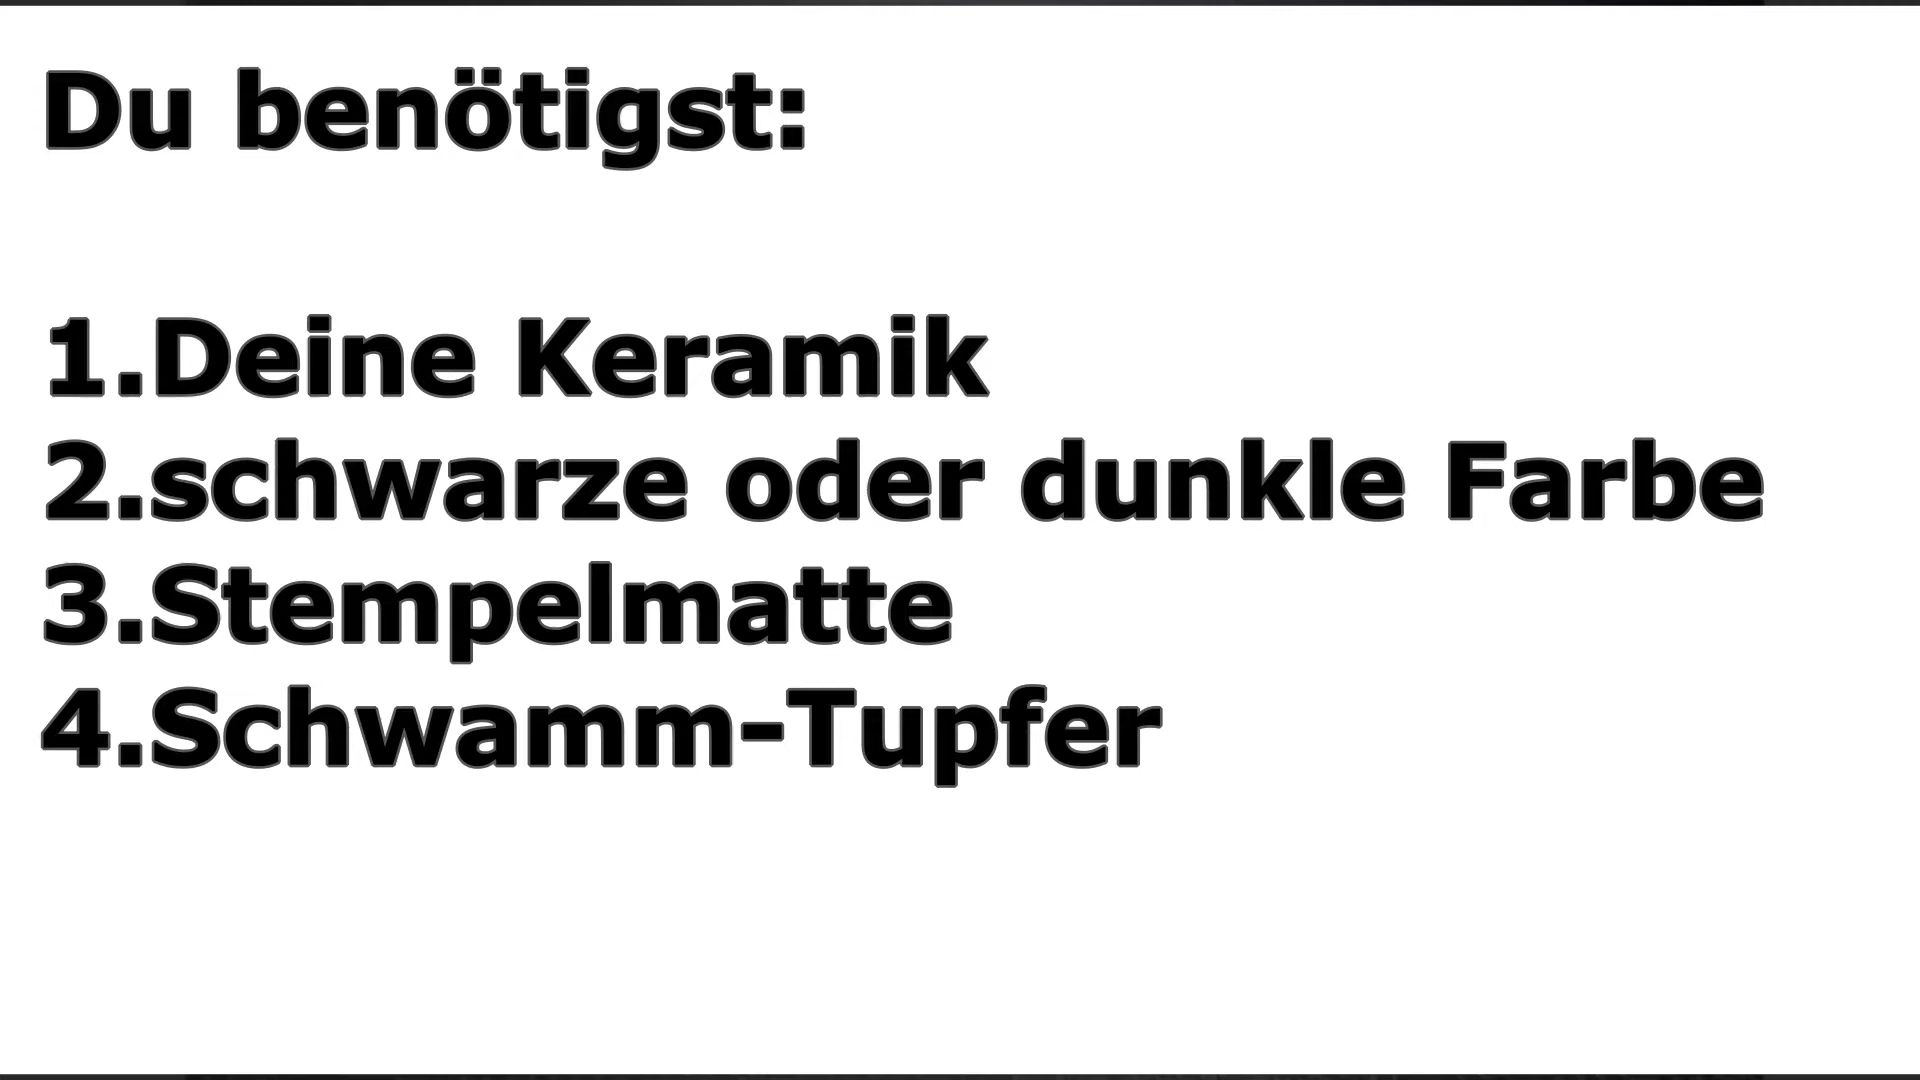 Du benötigst:
1.Deine Keramik
2.schwarze oder dunkle Farbe
3.Stempelmatte
4.Schwamm-Tupfer